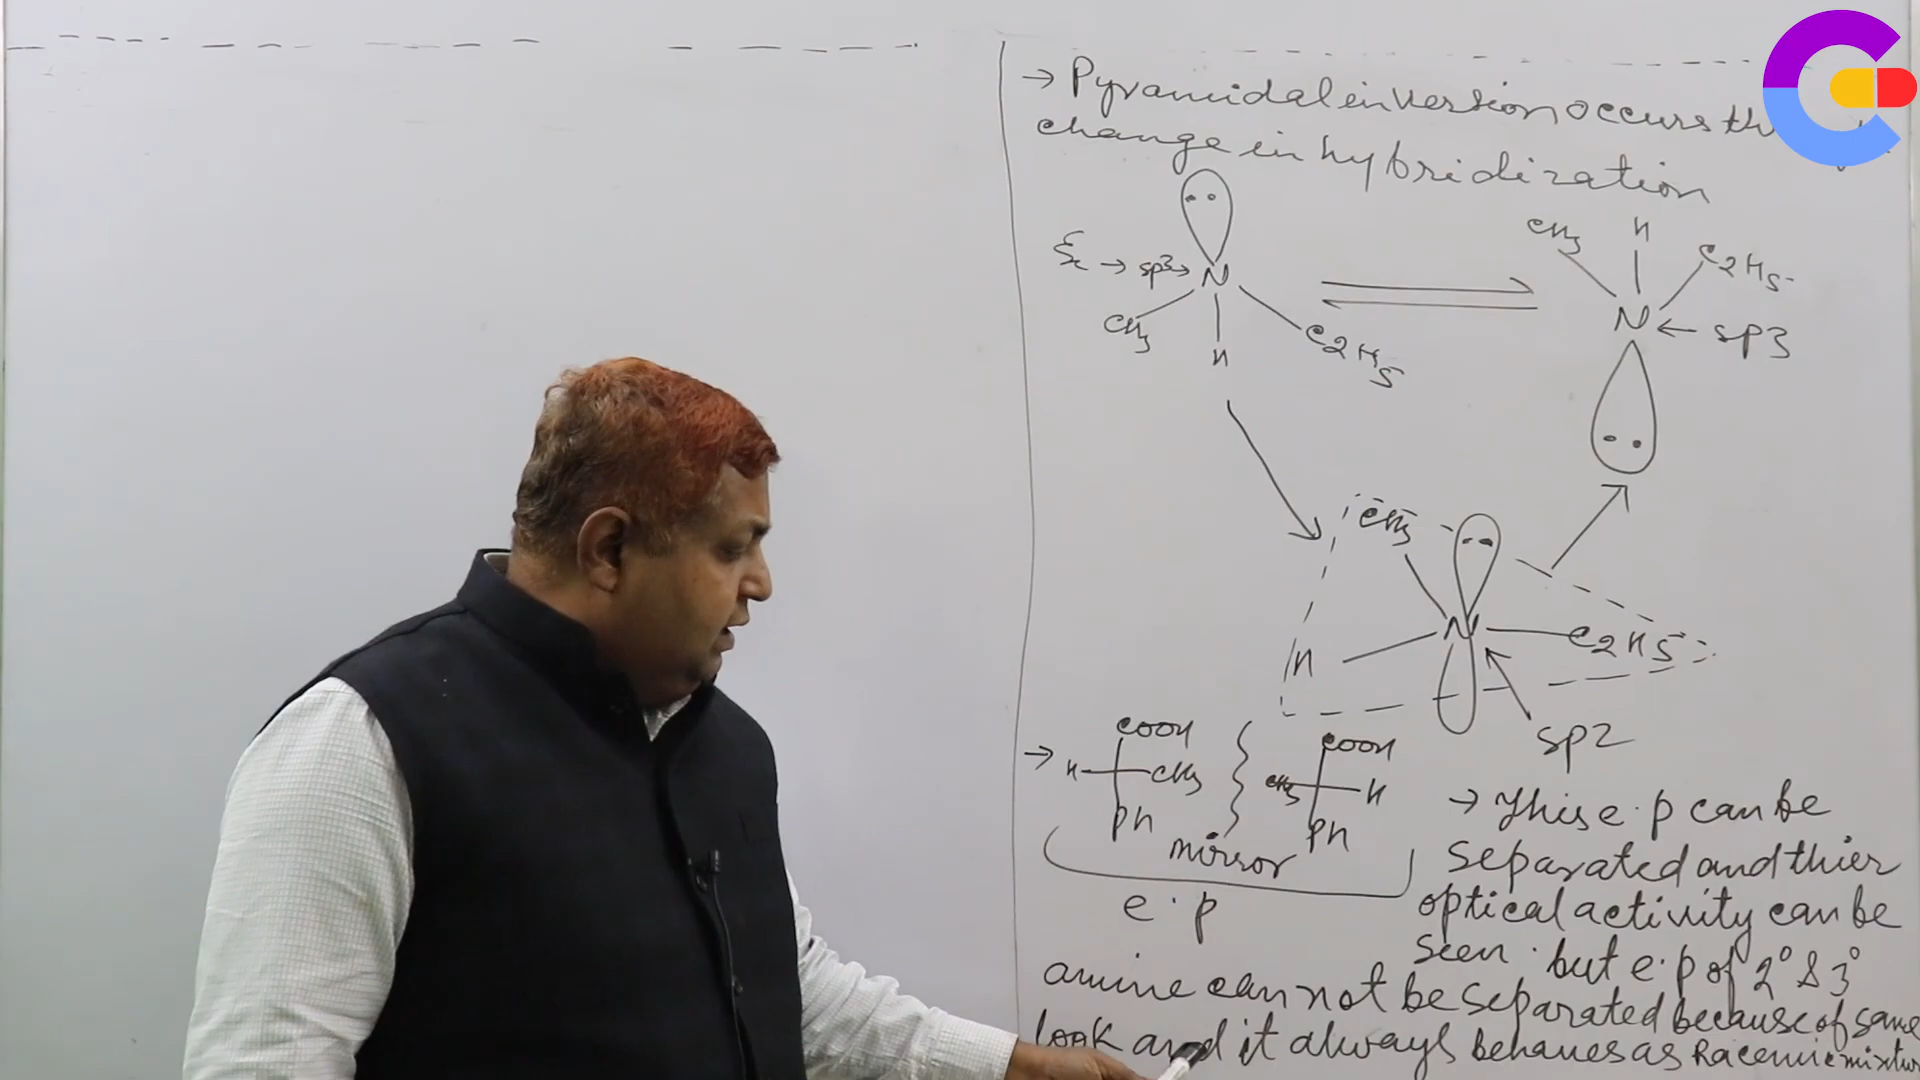 → Pyramidal inversion occurs th
change in hybridization
Ex → sp3 → N
CH3
H
C2H5
CH3
H
C2H5
N ← sp3
CH3
N
H
C2H5
sp2
→ COOH
H
CH3
Ph
mirror
COOH
CH3
H
Ph
e.p
→ This e.p can be
separated and thier
optical activity can be
seen. but e.p of 2° & 3°
amine can not be separated because of same
look and it always behaves as Racemic mixtur